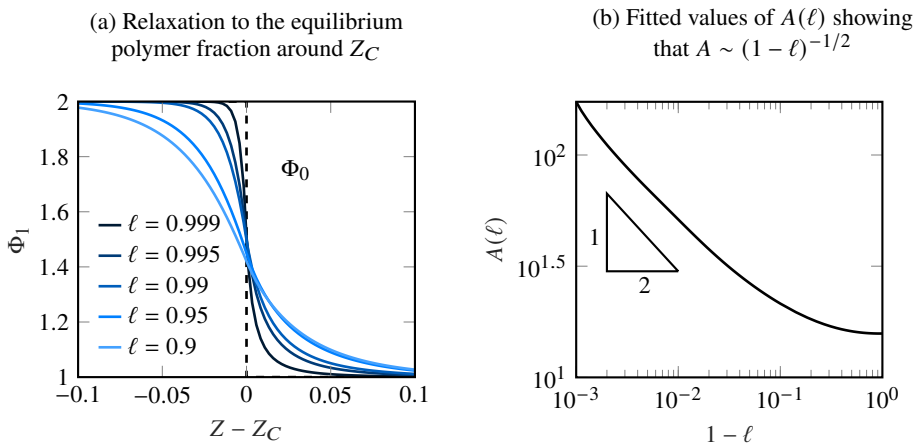 (a) Relaxation to the equilibrium
polymer fraction around Z_C
Φ_1
2
1.8
1.6
1.4
1.2
1
Φ_0
ℓ = 0.999
ℓ = 0.995
ℓ = 0.99
ℓ = 0.95
ℓ = 0.9
−0.1 −0.05 0 0.05 0.1
Z − Z_C
(b) Fitted values of A(ℓ) showing
that A ∼ (1 − ℓ)^{−1/2}
A(ℓ)
10^2
10^{1.5}
10^1
1
2
10^{−3} 10^{−2} 10^{−1} 10^0
1 − ℓ